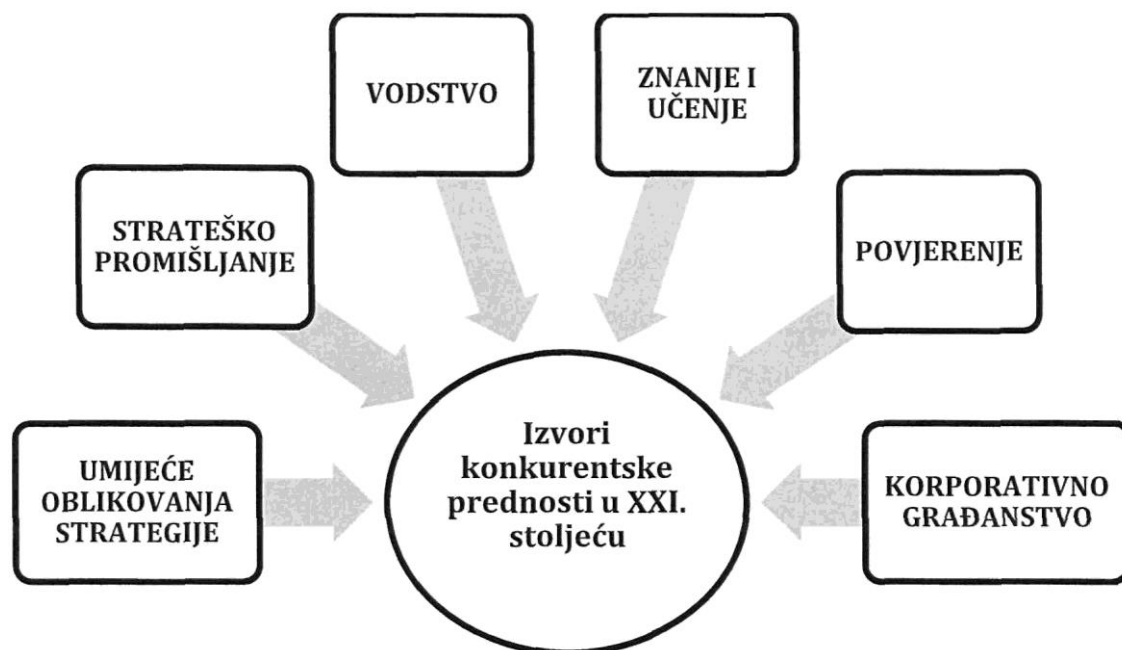 VODSTVO
ZNANJE I
UČENJE
STRATEŠKO
PROMIŠLJANJE
POVJERENJE
UMIJEĆE
OBLIKOVANJA
STRATEGIJE
Izvori
konkurentske
prednosti u XXI.
stoljeću
KORPORATIVNO
GRAĐANSTVO